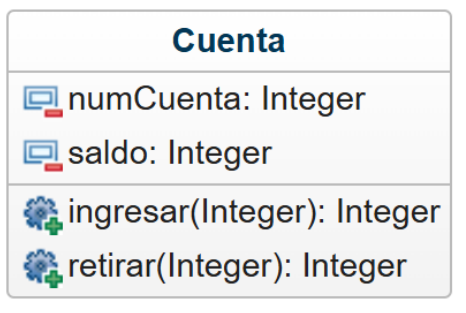 Cuenta
numCuenta: Integer
saldo: Integer
ingresar(Integer): Integer
retirar(Integer): Integer